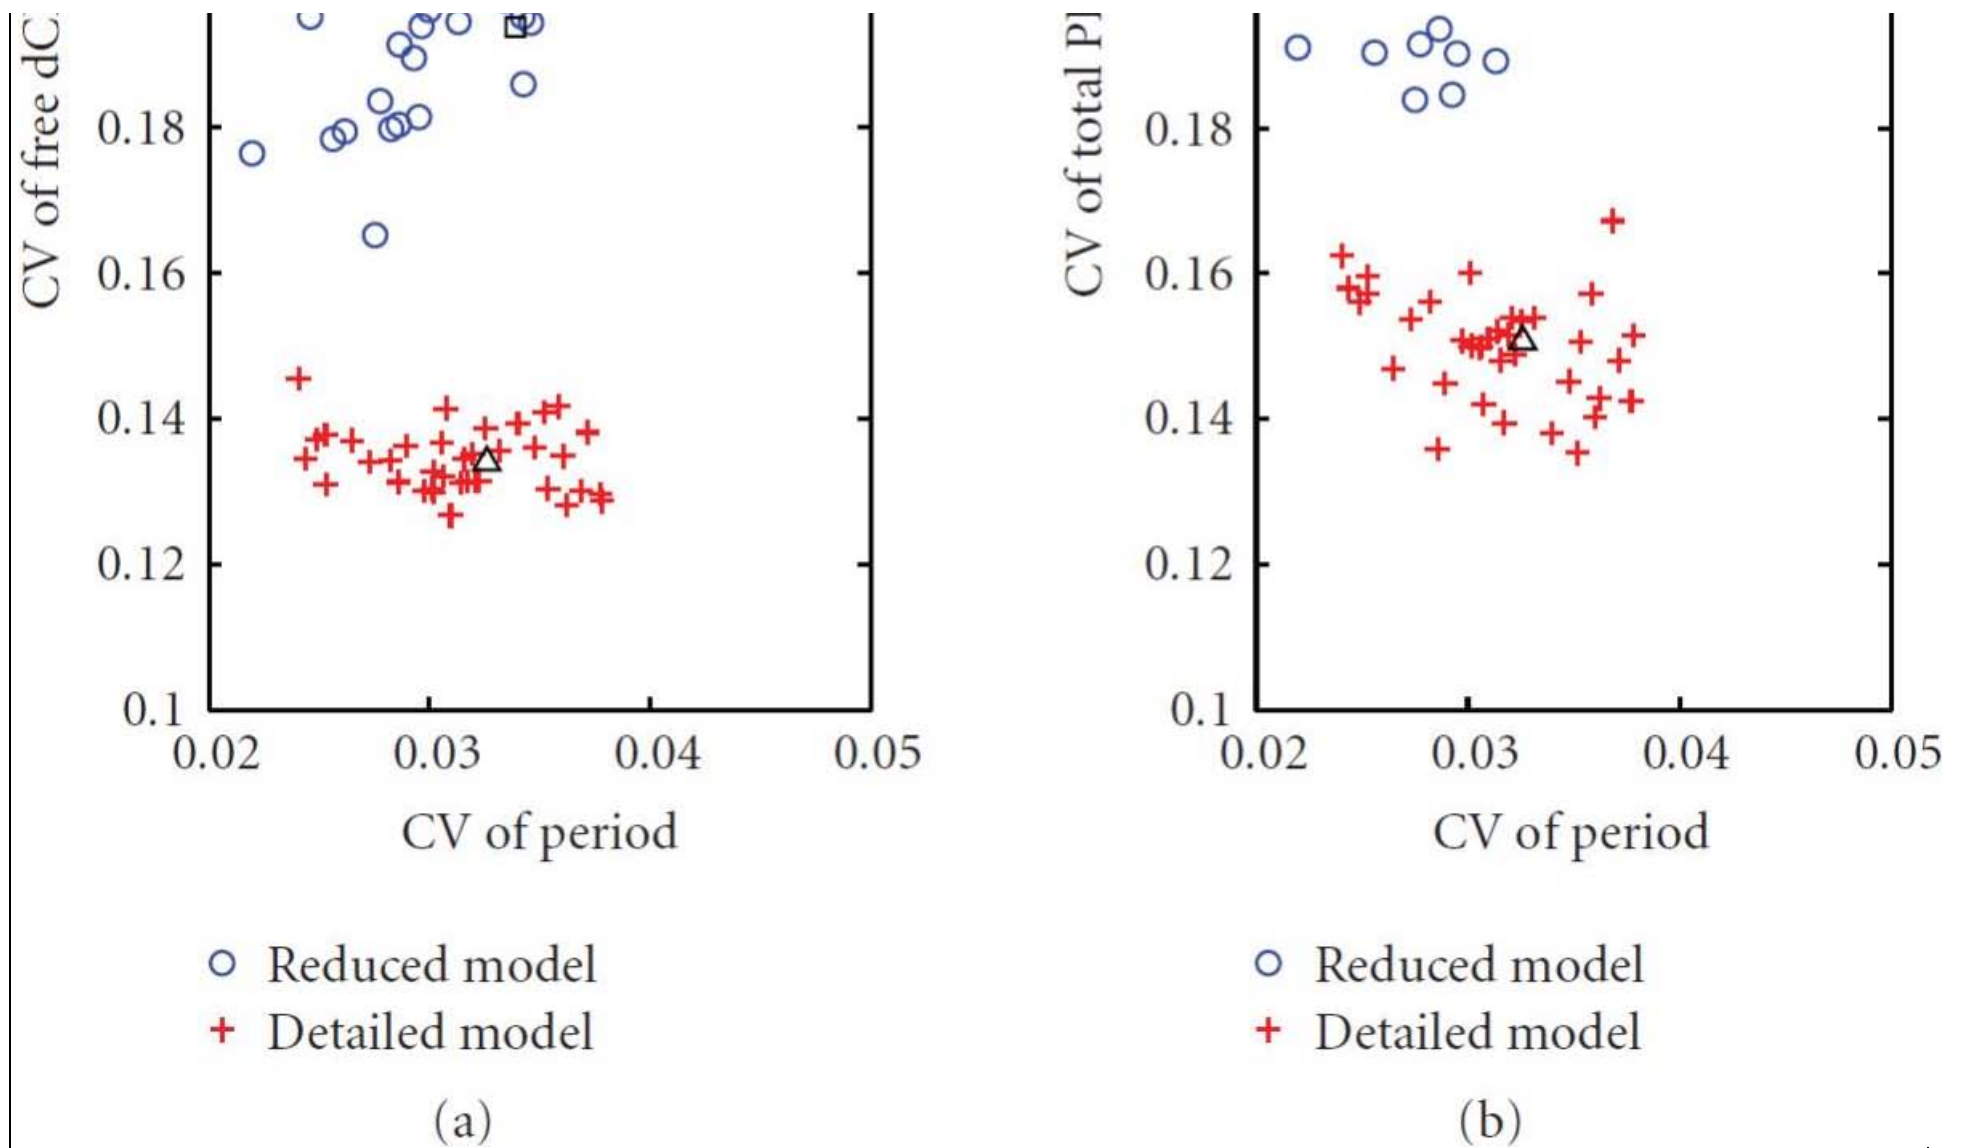 CV of free dC
0.18
0.16
0.14
0.12
0.1
0.02 0.03 0.04 0.05
CV of period
Reduced model
Detailed model
(a)
CV of total
0.18
0.16
0.14
0.12
0.1
0.02 0.03 0.04 0.05
CV of period
Reduced model
Detailed model
(b)